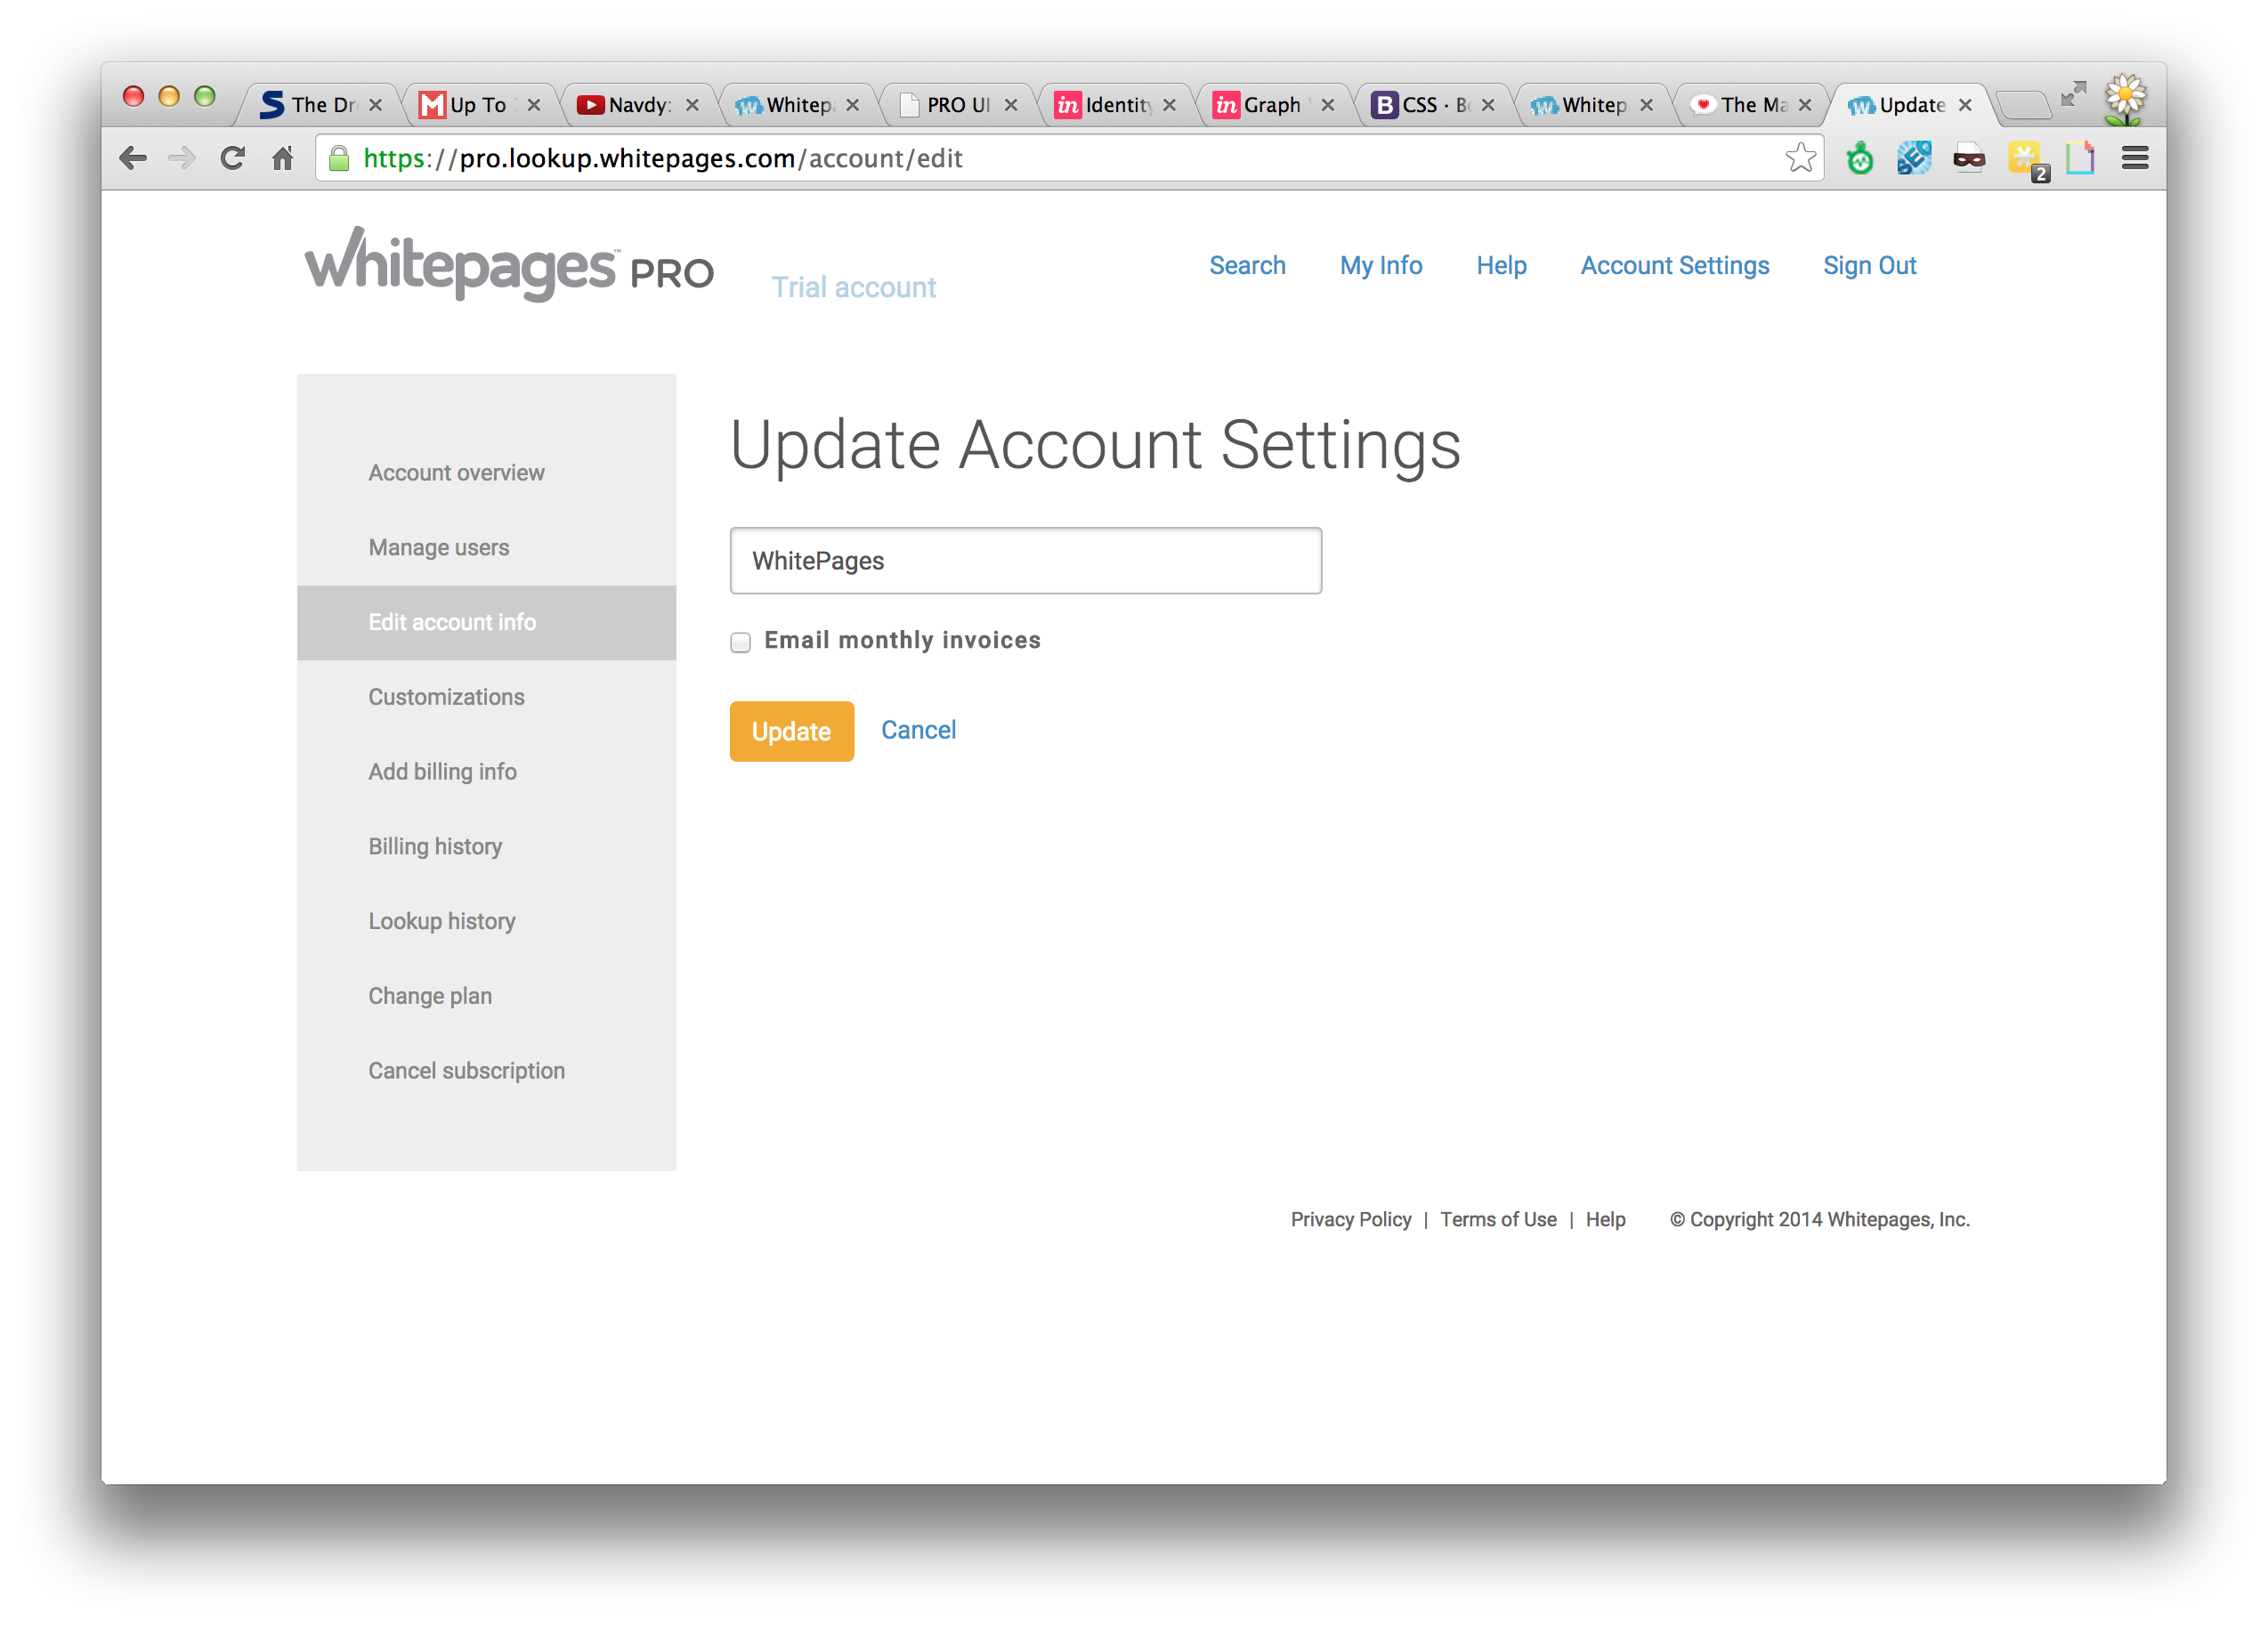 The Dr
Up To
Navdy:
Whitep
PRO UI
Identity
Graph
CSS · Bo
Whitep
The Ma
Update
https://pro.lookup.whitepages.com/account/edit
2
whitepages™ PRO
Trial account
Search
My Info
Help
Account Settings
Sign Out
Account overview
Manage users
Edit account info
Customizations
Add billing info
Billing history
Lookup history
Change plan
Cancel subscription
Update Account Settings
WhitePages
Email monthly invoices
Update
Cancel
Privacy Policy | Terms of Use | Help © Copyright 2014 Whitepages, Inc.